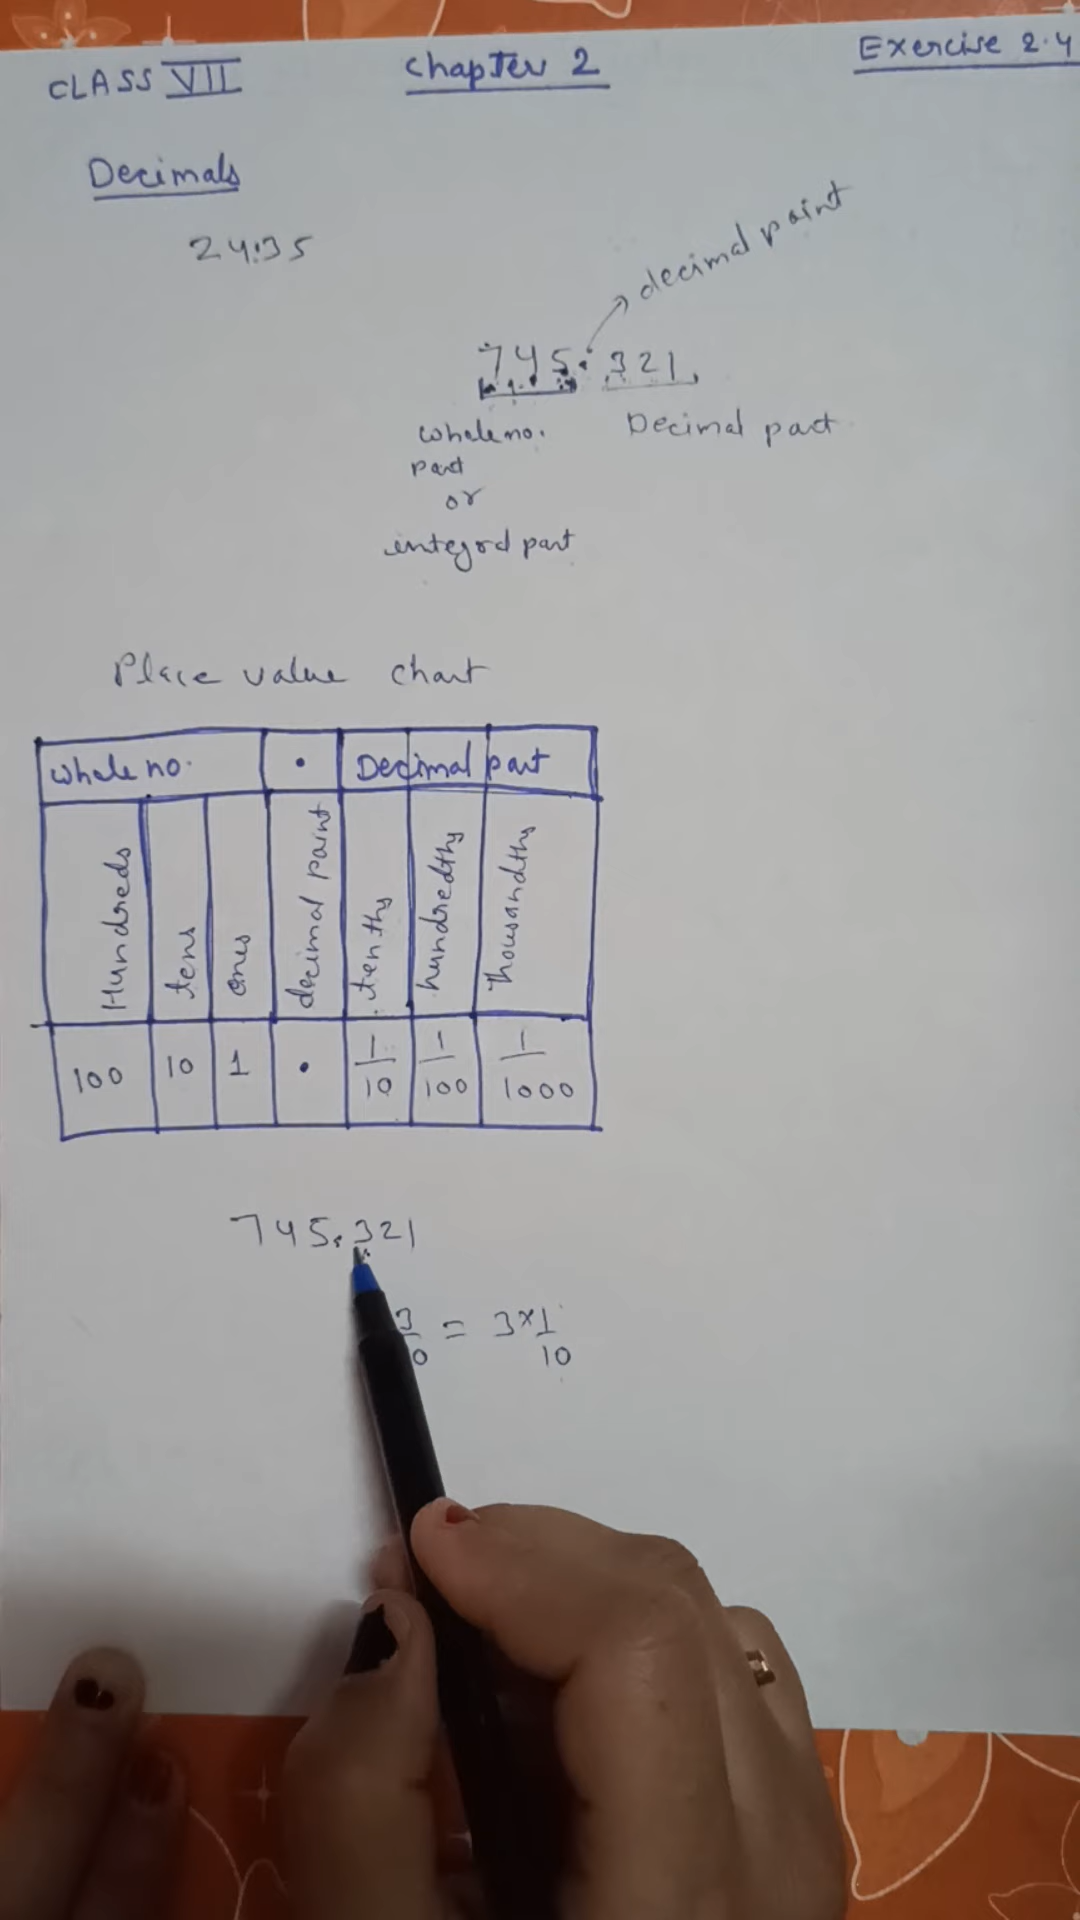 CLASS VII Chapter 2 Exercise 2.4
Decimals
24.35
decimal point
745.321
whole no. Decimal part
part
or
integral part
Place value chart
whole no. . Decimal part
Hundreds tens ones decimal point tenths hundredths Thousandths
100 10 1 . 1/10 1/100 1/1000
745.321
3/10 = 3×1/10